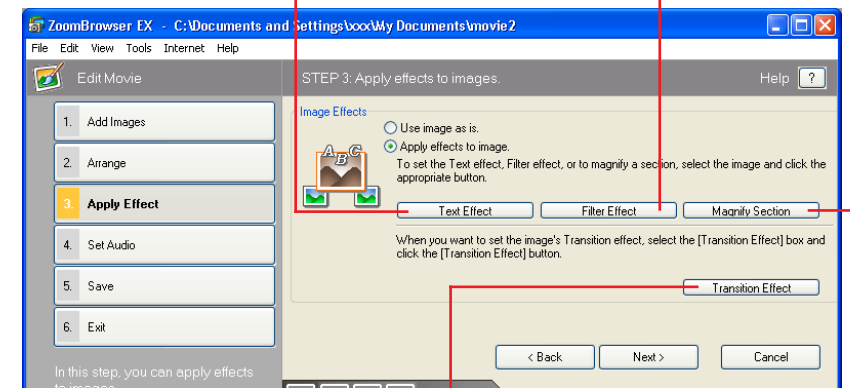 ZoomBrowser EX - C:\Documents and Settings\xxx\My Documents\movie2
File Edit View Tools Internet Help
Edit Movie
STEP 3: Apply effects to images.
Help ?
1. Add Images
2. Arrange
3. Apply Effect
4. Set Audio
5. Save
6. Exit
In this step, you can apply effects
to images.
Image Effects
ABC
Use image as is.
Apply effects to image.
To set the Text effect, Filter effect, or to magnify a section, select the image and click the
appropriate button.
Text Effect
Filter Effect
Magnify Section
When you want to set the image's Transition effect, select the [Transition Effect] box and
click the [Transition Effect] button.
Transition Effect
< Back
Next >
Cancel